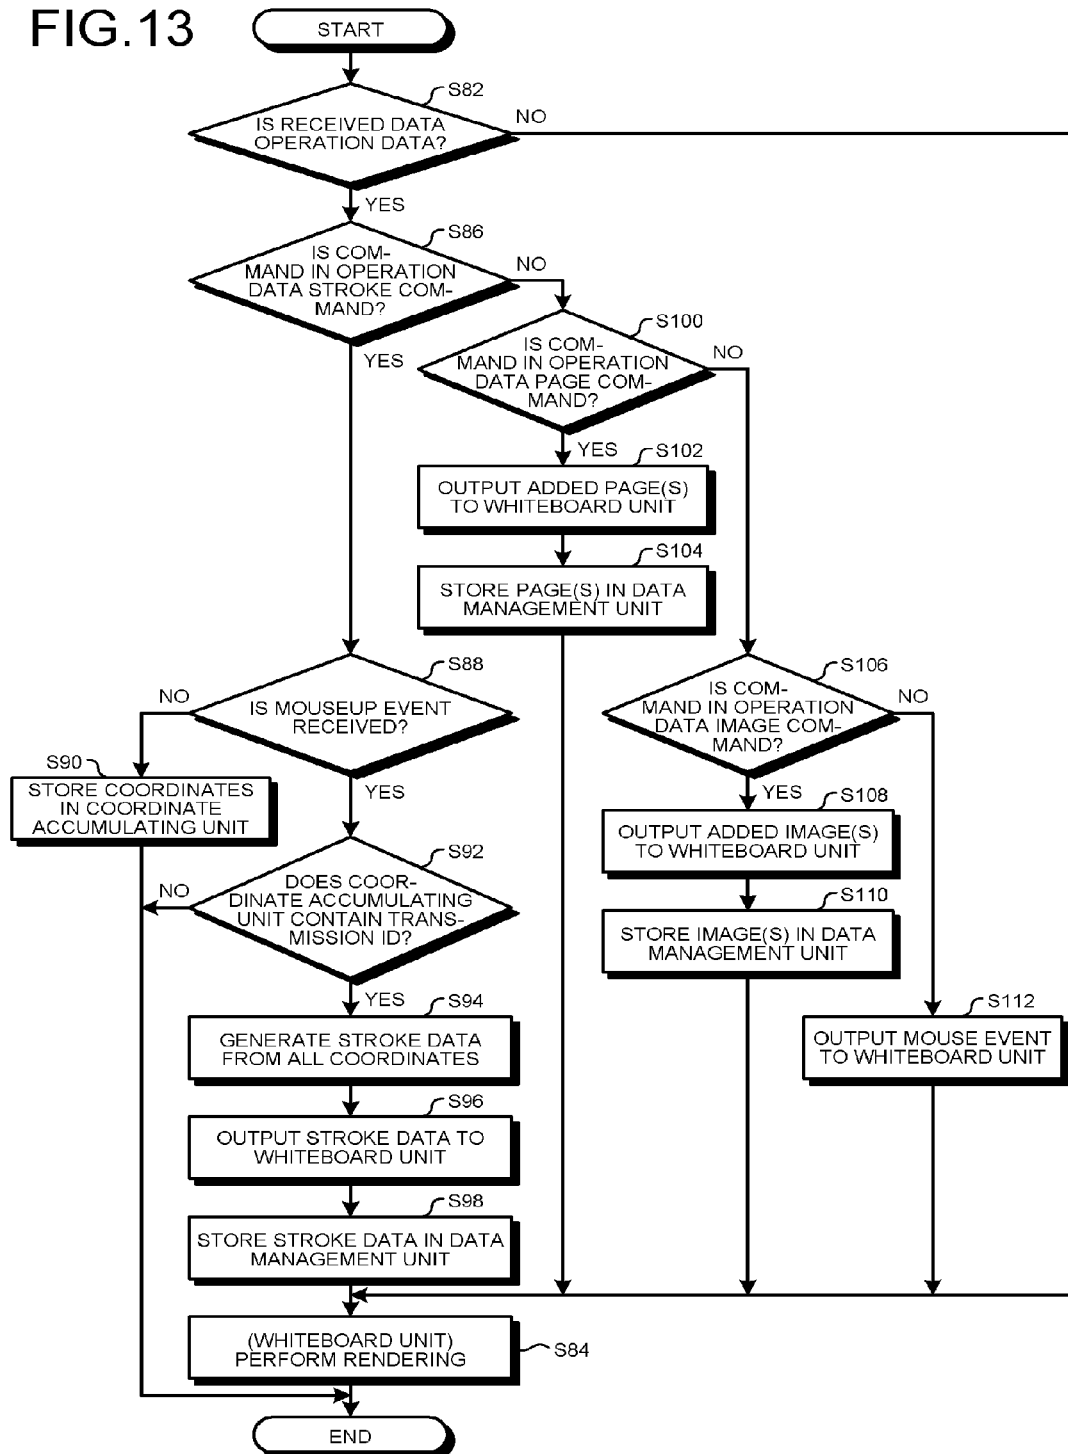 FIG.13
START
S82
IS RECEIVED DATA
OPERATION DATA?
NO
YES
S86
IS COM-
MAND IN OPERATION
DATA STROKE COM-
MAND?
NO
YES
S100
IS COM-
MAND IN OPERATION
DATA PAGE COM-
MAND?
NO
YES
S102
OUTPUT ADDED PAGE(S)
TO WHITEBOARD UNIT
S104
STORE PAGE(S) IN DATA
MANAGEMENT UNIT
S88
IS MOUSEUP EVENT
RECEIVED?
NO
YES
S90
STORE COORDINATES
IN COORDINATE
ACCUMULATING UNIT
S106
IS COM-
MAND IN OPERATION
DATA IMAGE COM-
MAND?
NO
YES
S108
OUTPUT ADDED IMAGE(S)
TO WHITEBOARD UNIT
S92
DOES COOR-
DINATE ACCUMULATING
UNIT CONTAIN TRANS-
MISSION ID?
NO
YES
S110
STORE IMAGE(S) IN DATA
MANAGEMENT UNIT
S94
GENERATE STROKE DATA
FROM ALL COORDINATES
S112
OUTPUT MOUSE EVENT
TO WHITEBOARD UNIT
S96
OUTPUT STROKE DATA TO
WHITEBOARD UNIT
S98
STORE STROKE DATA IN DATA
MANAGEMENT UNIT
(WHITEBOARD UNIT)
PERFORM RENDERING
S84
END